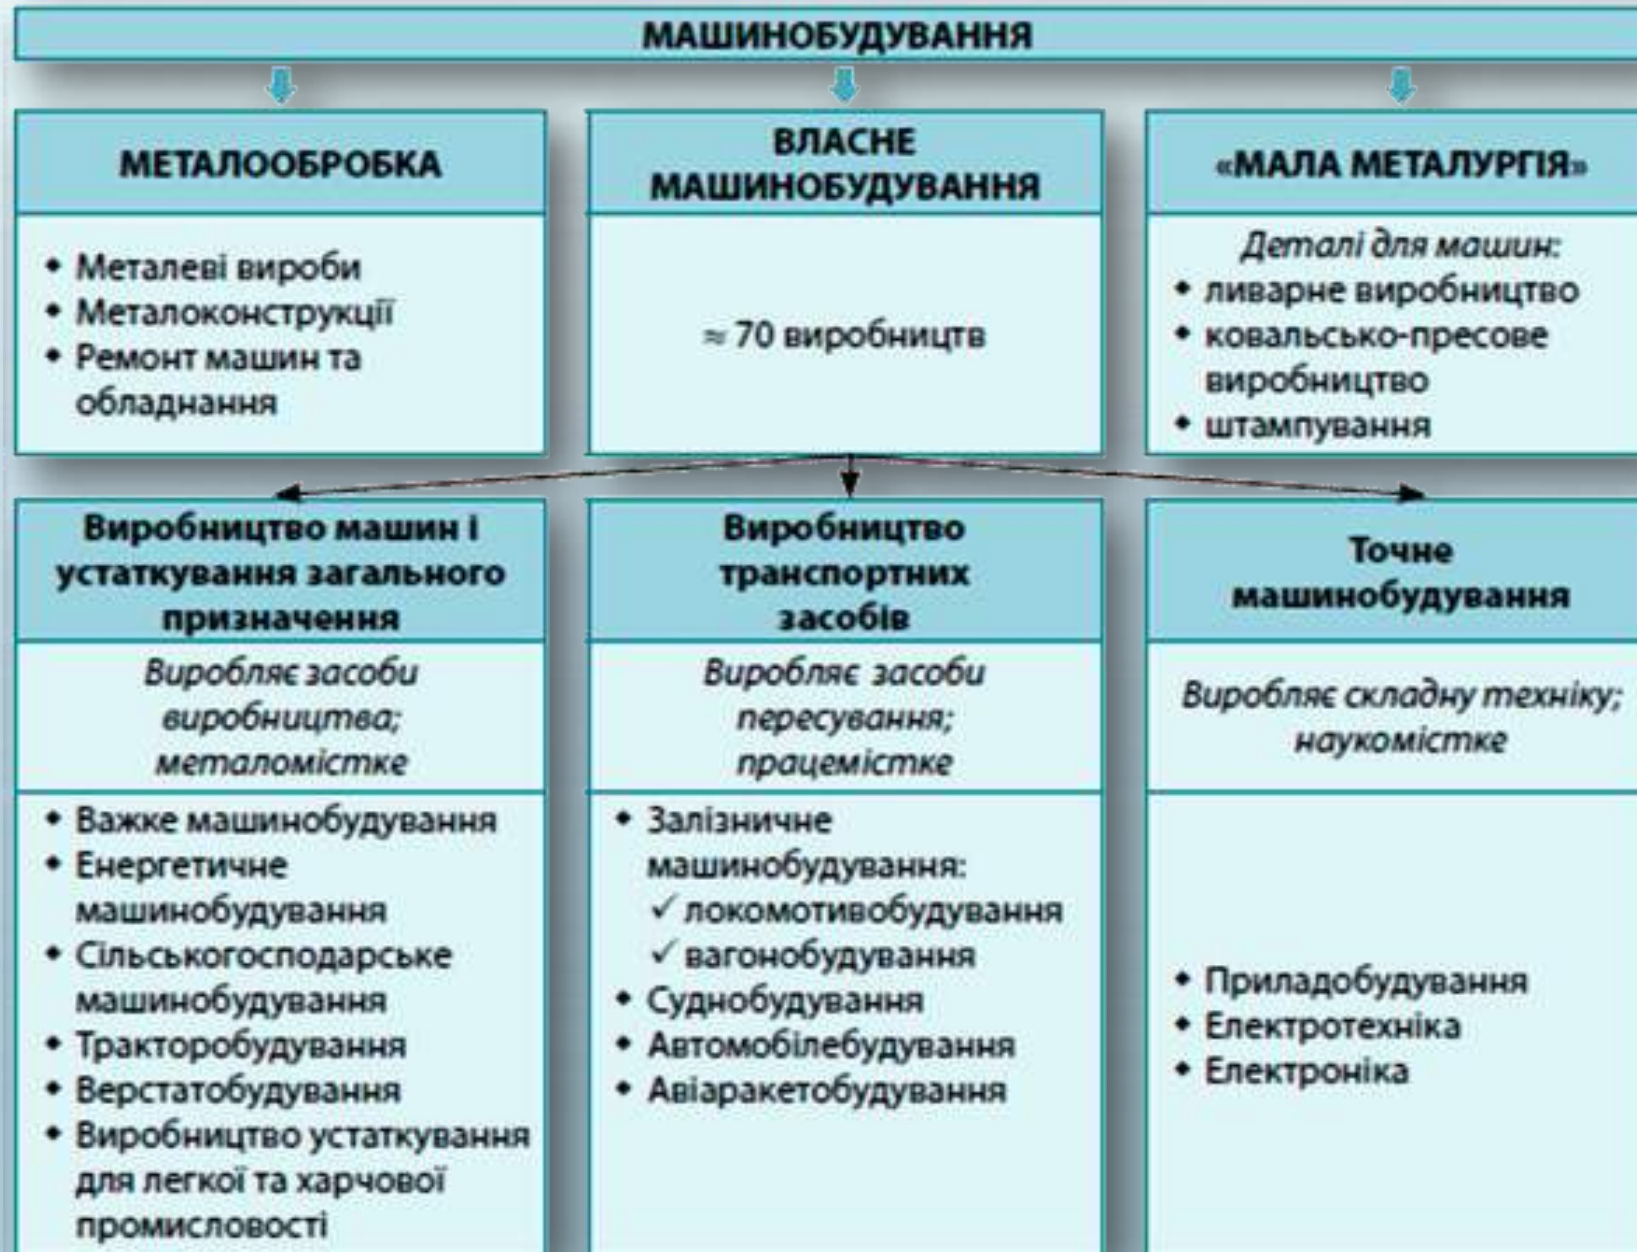 МАШИНОБУДУВАННЯ
МЕТАЛООБРОБКА
◆ Металеві вироби
◆ Металоконструкції
◆ Ремонт машин та
обладнання
ВЛАСНЕ
МАШИНОБУДУВАННЯ
≈ 70 виробництв
«МАЛА МЕТАЛУРГІЯ»
Деталі для машин:
◆ ливарне виробництво
◆ ковальсько-пресове
виробництво
◆ штампування
Виробництво машин і
устаткування загального
призначення
Виробляє засоби
виробництва;
металомістке
◆ Важке машинобудування
◆ Енергетичне
машинобудування
◆ Сільськогосподарське
машинобудування
◆ Тракторобудування
◆ Верстатобудування
◆ Виробництво устаткування
для легкої та харчової
промисловості
Виробництво
транспортних
засобів
Виробляє засоби
пересування;
працемістке
◆ Залізничне
машинобудування:
✓ локомотивобудування
✓ вагонобудування
◆ Суднобудування
◆ Автомобілебудування
◆ Авіаракетобудування
Точне
машинобудування
Виробляє складну техніку;
наукомістке
◆ Приладобудування
◆ Електротехніка
◆ Електроніка